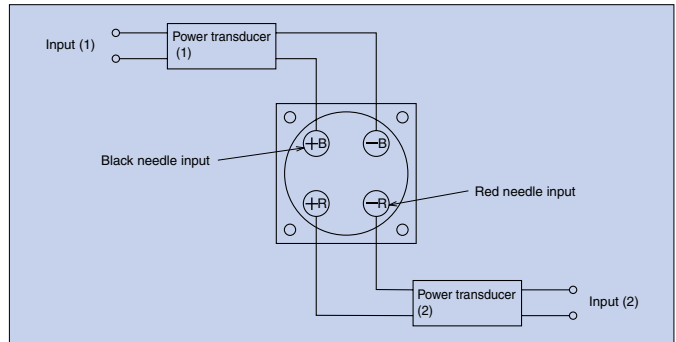 Input (1)
Power transducer
(1)
+B
−B
Black needle input
+R
−R
Red needle input
Power transducer
(2)
Input (2)